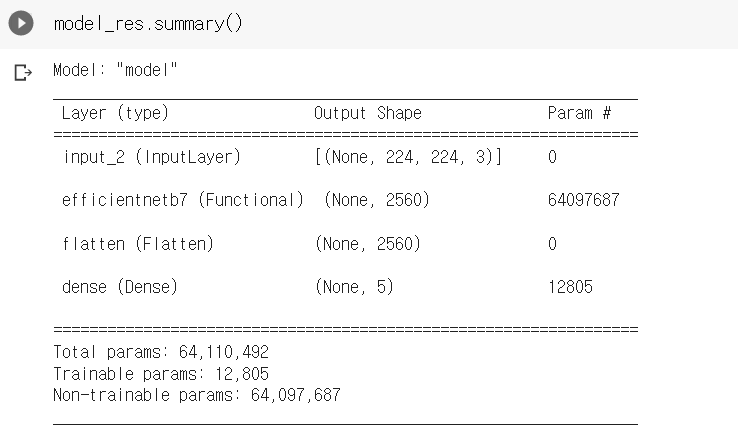 model_res.summary()
Model: "model"
Layer (type) Output Shape Param #
=================================================================
input_2 (InputLayer) [(None, 224, 224, 3)] 0
efficientnetb7 (Functional) (None, 2560) 64097687
flatten (Flatten) (None, 2560) 0
dense (Dense) (None, 5) 12805
=================================================================
Total params: 64,110,492
Trainable params: 12,805
Non-trainable params: 64,097,687